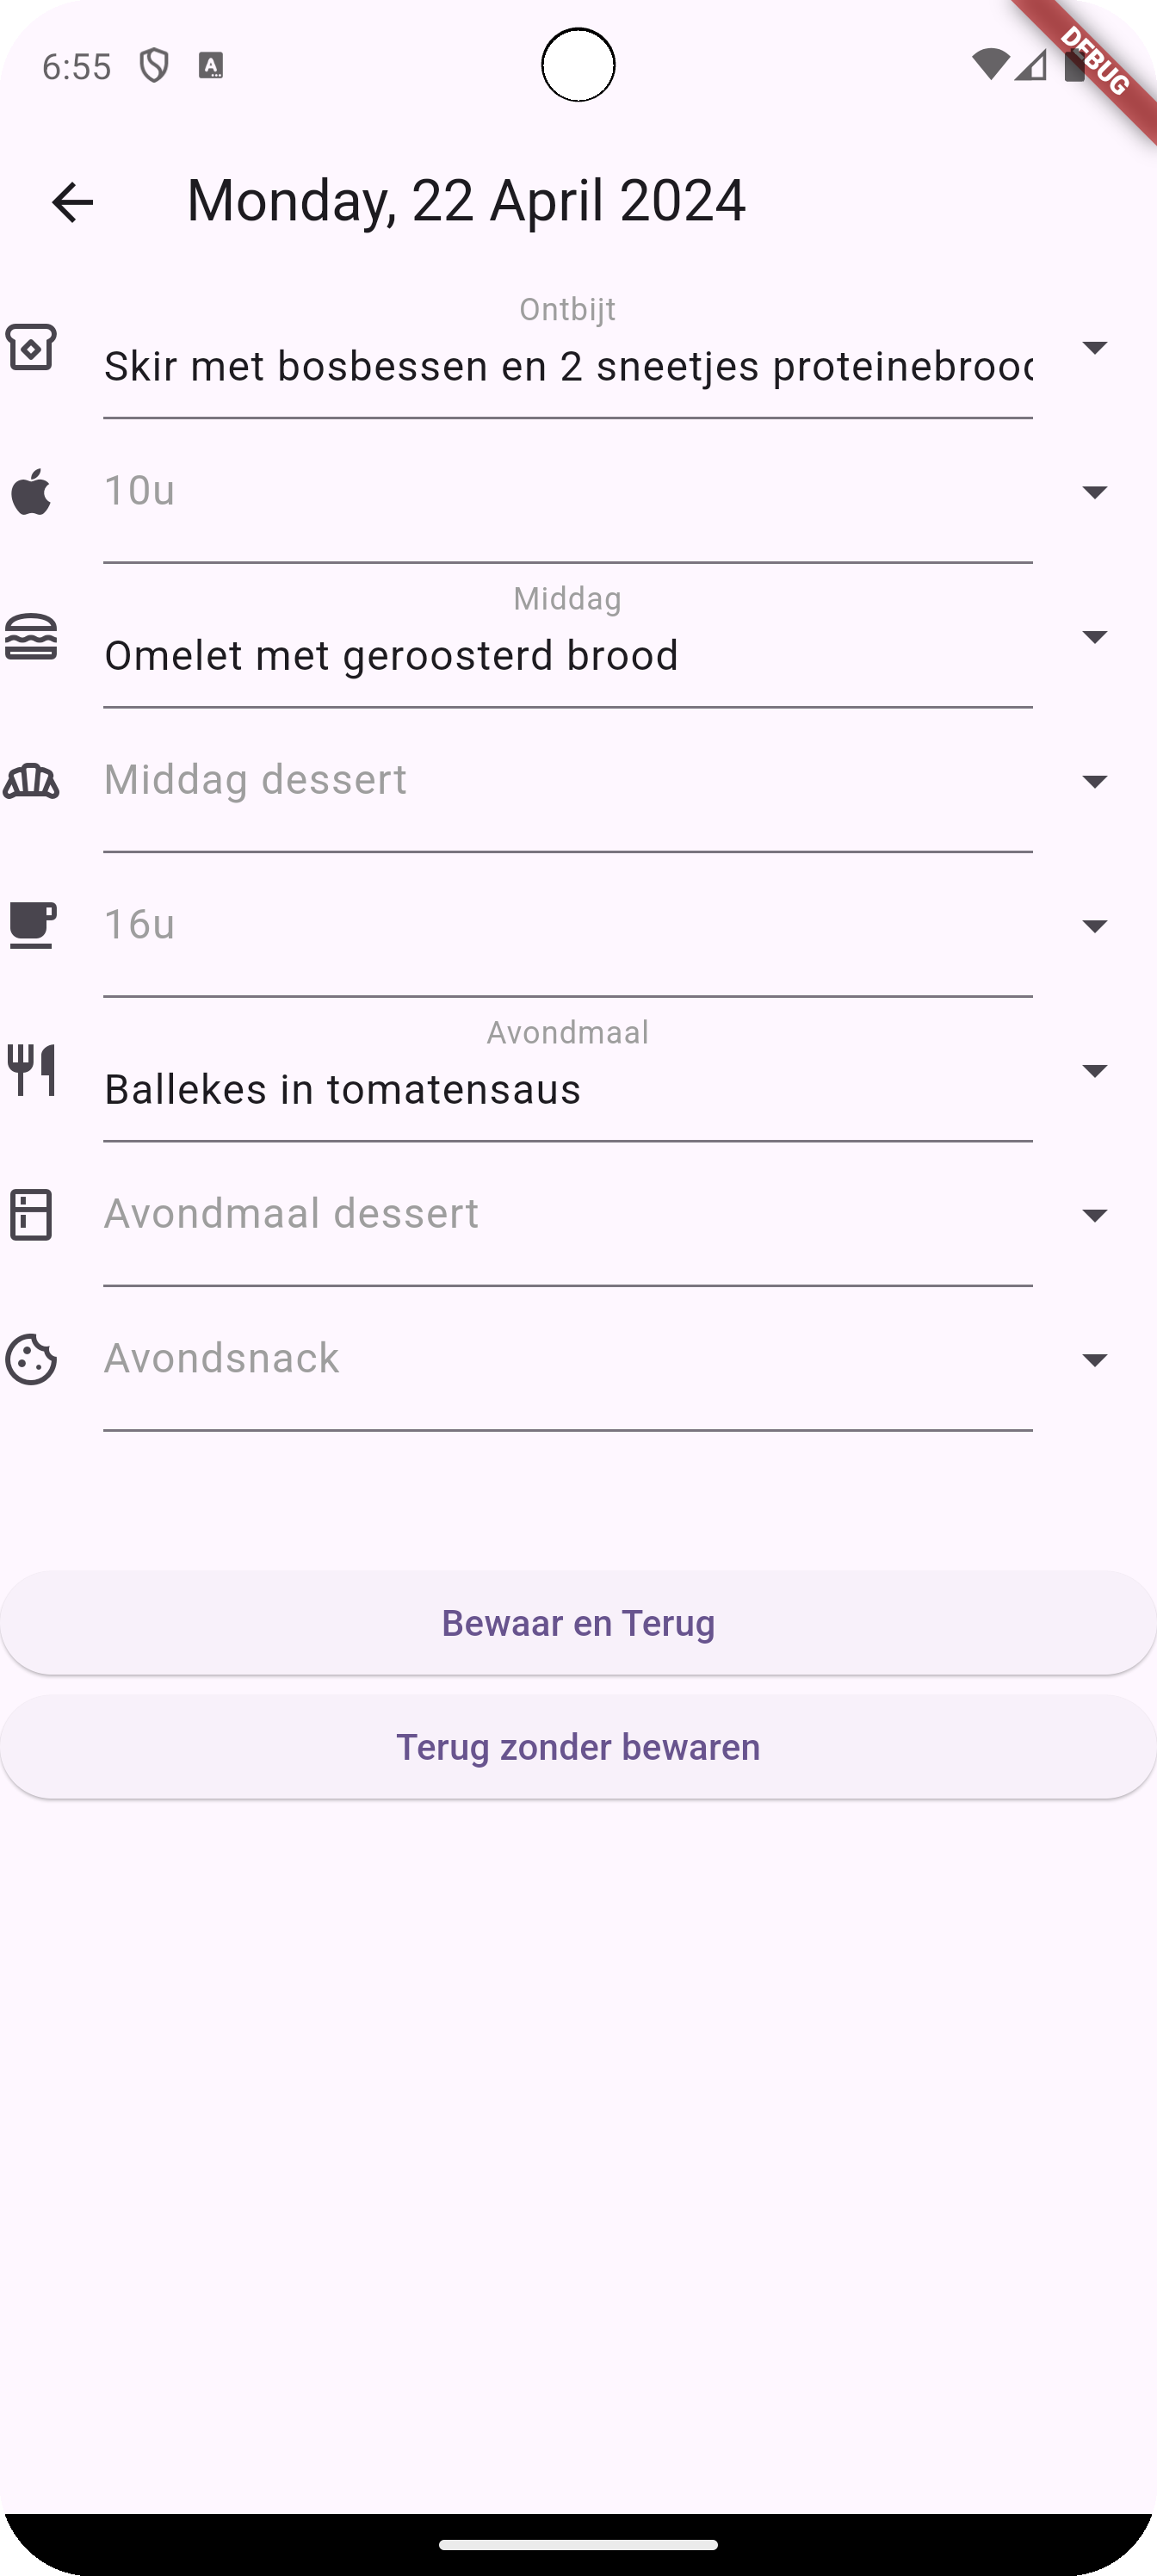 6:55
A
DEBUG
Monday, 22 April 2024
Ontbijt
Skir met bosbessen en 2 sneetjes proteinebrood
10u
Middag
Omelet met geroosterd brood
Middag dessert
16u
Avondmaal
Ballekes in tomatensaus
Avondmaal dessert
Avondsnack
Bewaar en Terug
Terug zonder bewaren